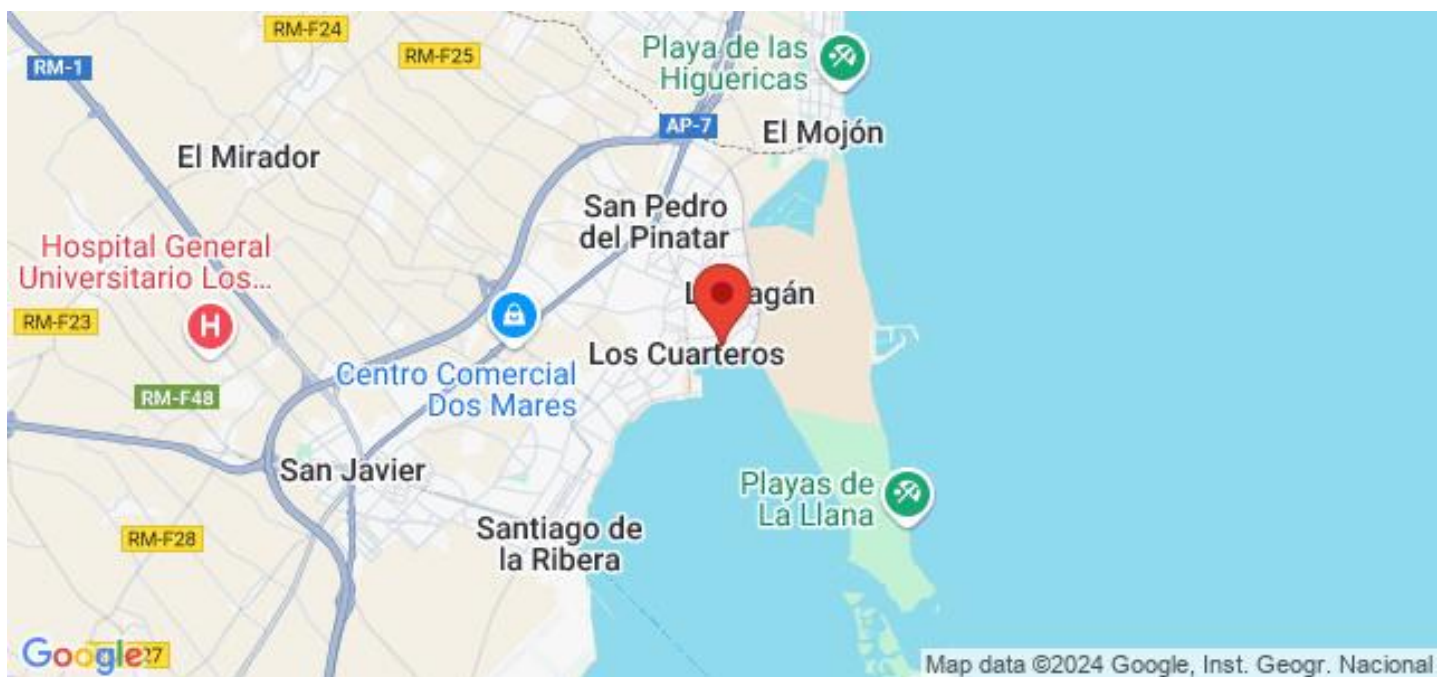 RM-F24
RM-1
RM-F25
Playa de las
Higuericas
AP-7
El Mojón
El Mirador
San Pedro
del Pinatar
Hospital General
Universitario Los...
H
RM-F23
L agán
Los Cuarteros
Centro Comercial
Dos Mares
RM-F48
San Javier
Playas de
La Llana
Santiago de
la Ribera
RM-F28
Google
27
Map data ©2024 Google, Inst. Geogr. Nacional